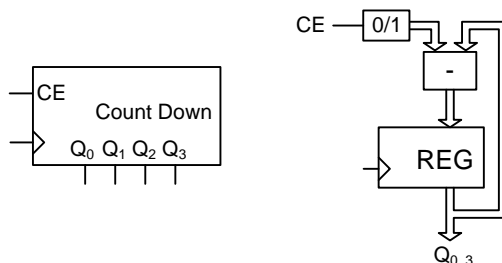 CE
Count Down
Q₀ Q₁ Q₂ Q₃
CE 0/1
-
REG
Q₀..₃